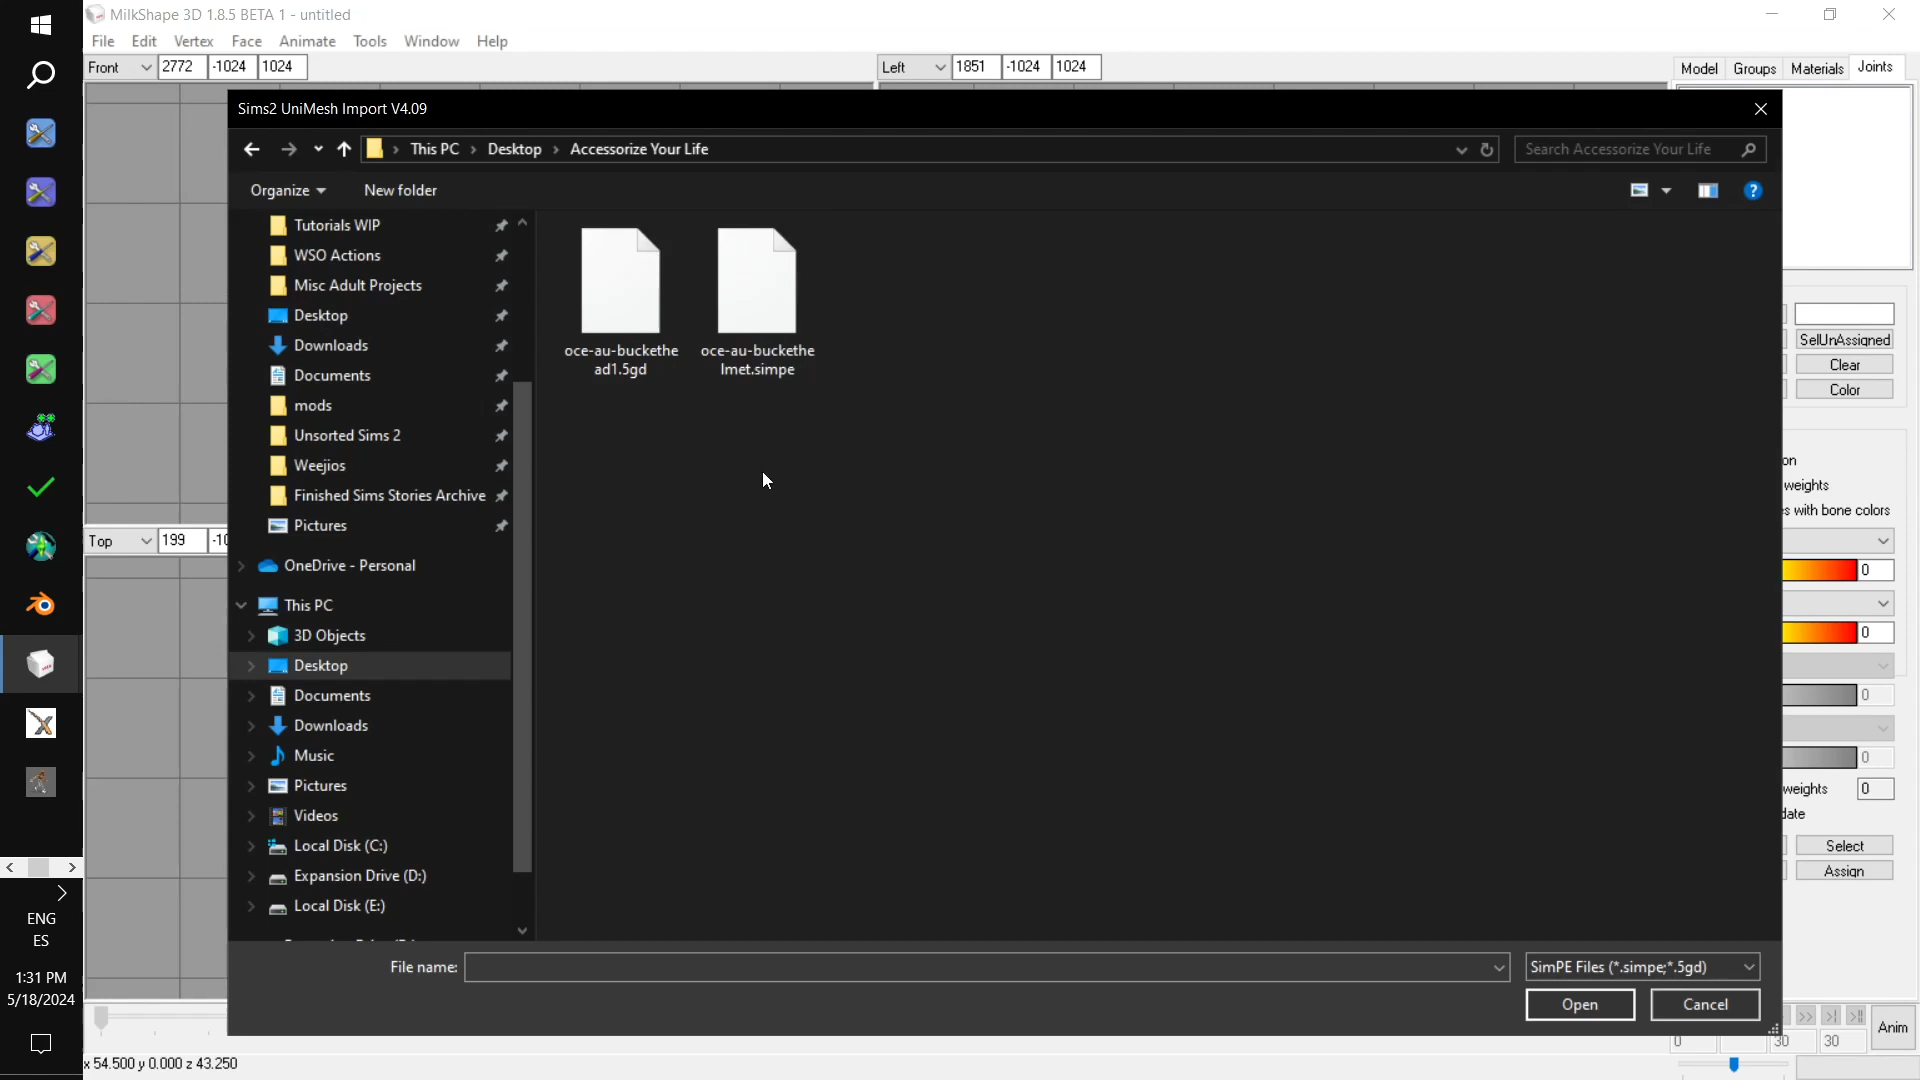 MilkShape 3D 1.8.5 BETA 1 - untitled
File Edit Vertex Face Animate Tools Window Help
Front 2772 -1024 1024
Left 1851 -1024 1024
Model Groups Materials Joints
Sims2 UniMesh Import V4.09
This PC Desktop Accessorize Your Life
Search Accessorize Your Life
Organize New folder
Tutorials WIP
WSO Actions
Misc Adult Projects
Desktop
Downloads
Documents
mods
Unsorted Sims 2
Weejios
Finished Sims Stories Archive
Pictures
OneDrive - Personal
This PC
3D Objects
Desktop
Documents
Downloads
Music
Pictures
Videos
Local Disk (C:)
Expansion Drive (D:)
Local Disk (E:)
oce-au-buckethe
ad1.5gd
oce-au-buckethe
lmet.simpe
File name:
SimPE Files (*.simpe;*.5gd)
Open Cancel
SelUnAssigned
Clear
Color
on
weights
s with bone colors
0
0
0
0
weights 0
date
Select
Assign
Top 199 -10
ENG
ES
1:31 PM
5/18/2024
Anim
0 30 30
x 54.500 y 0.000 z 43.250